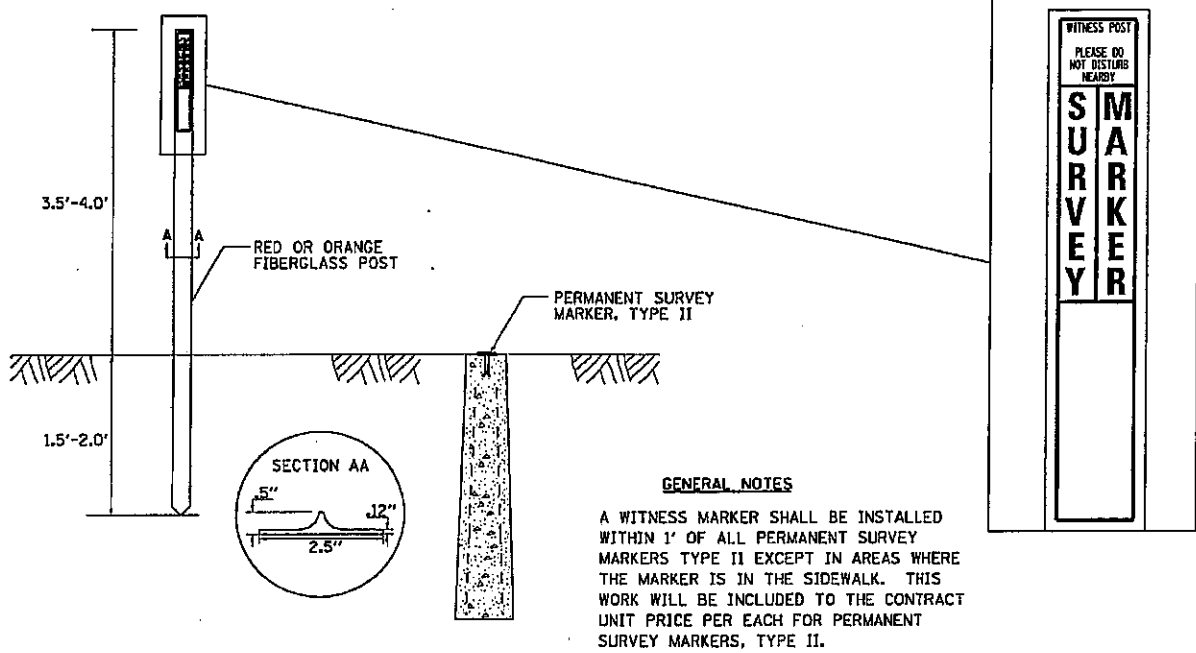 3.5'-4.0'
A A
RED OR ORANGE
FIBERGLASS POST
PERMANENT SURVEY
MARKER, TYPE II
1.5'-2.0'
SECTION AA
.5"
.12"
2.5"
GENERAL NOTES
A WITNESS MARKER SHALL BE INSTALLED
WITHIN 1' OF ALL PERMANENT SURVEY
MARKERS TYPE II EXCEPT IN AREAS WHERE
THE MARKER IS IN THE SIDEWALK. THIS
WORK WILL BE INCLUDED TO THE CONTRACT
UNIT PRICE PER EACH FOR PERMANENT
SURVEY MARKERS, TYPE II.
WITNESS POST
PLEASE DO
NOT DISTURB
NEARBY
SURVEY
MARKER